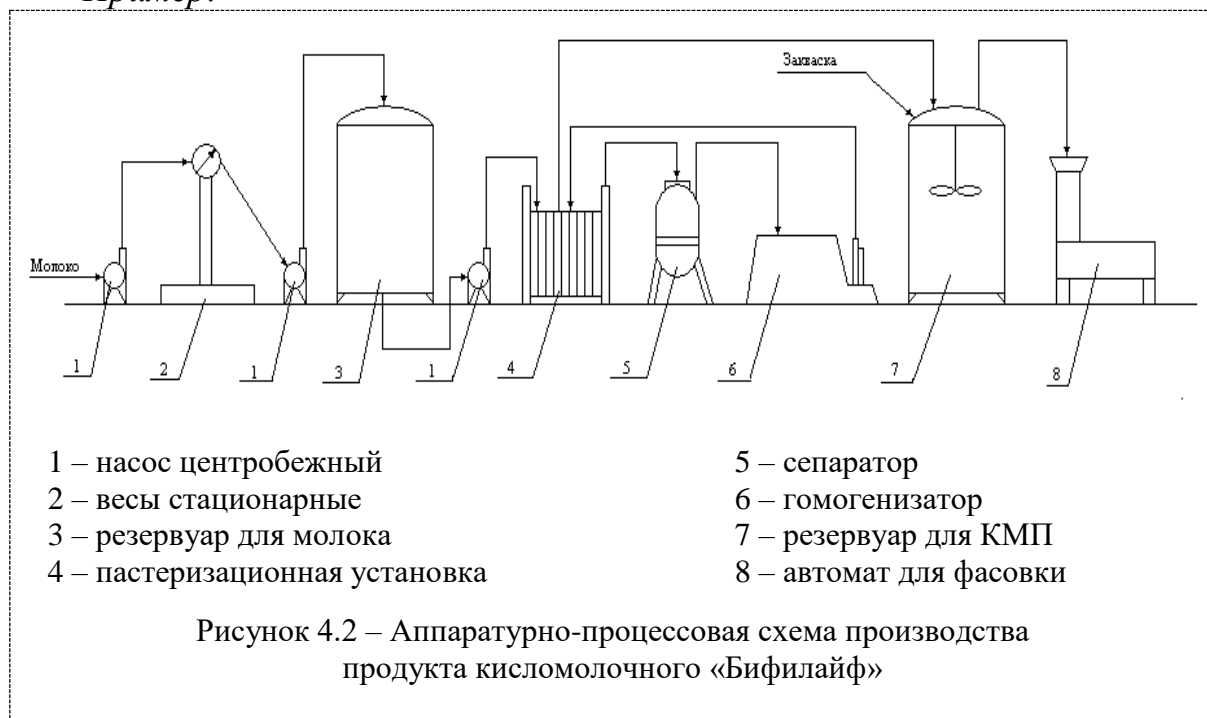 Пример:
Закваска
Молоко
1
2
1
3
1
4
5
6
7
8
1 – насос центробежный
2 – весы стационарные
3 – резервуар для молока
4 – пастеризационная установка
5 – сепаратор
6 – гомогенизатор
7 – резервуар для КМП
8 – автомат для фасовки
Рисунок 4.2 – Аппаратурно-процессовая схема производства
продукта кисломолочного «Бифилайф»